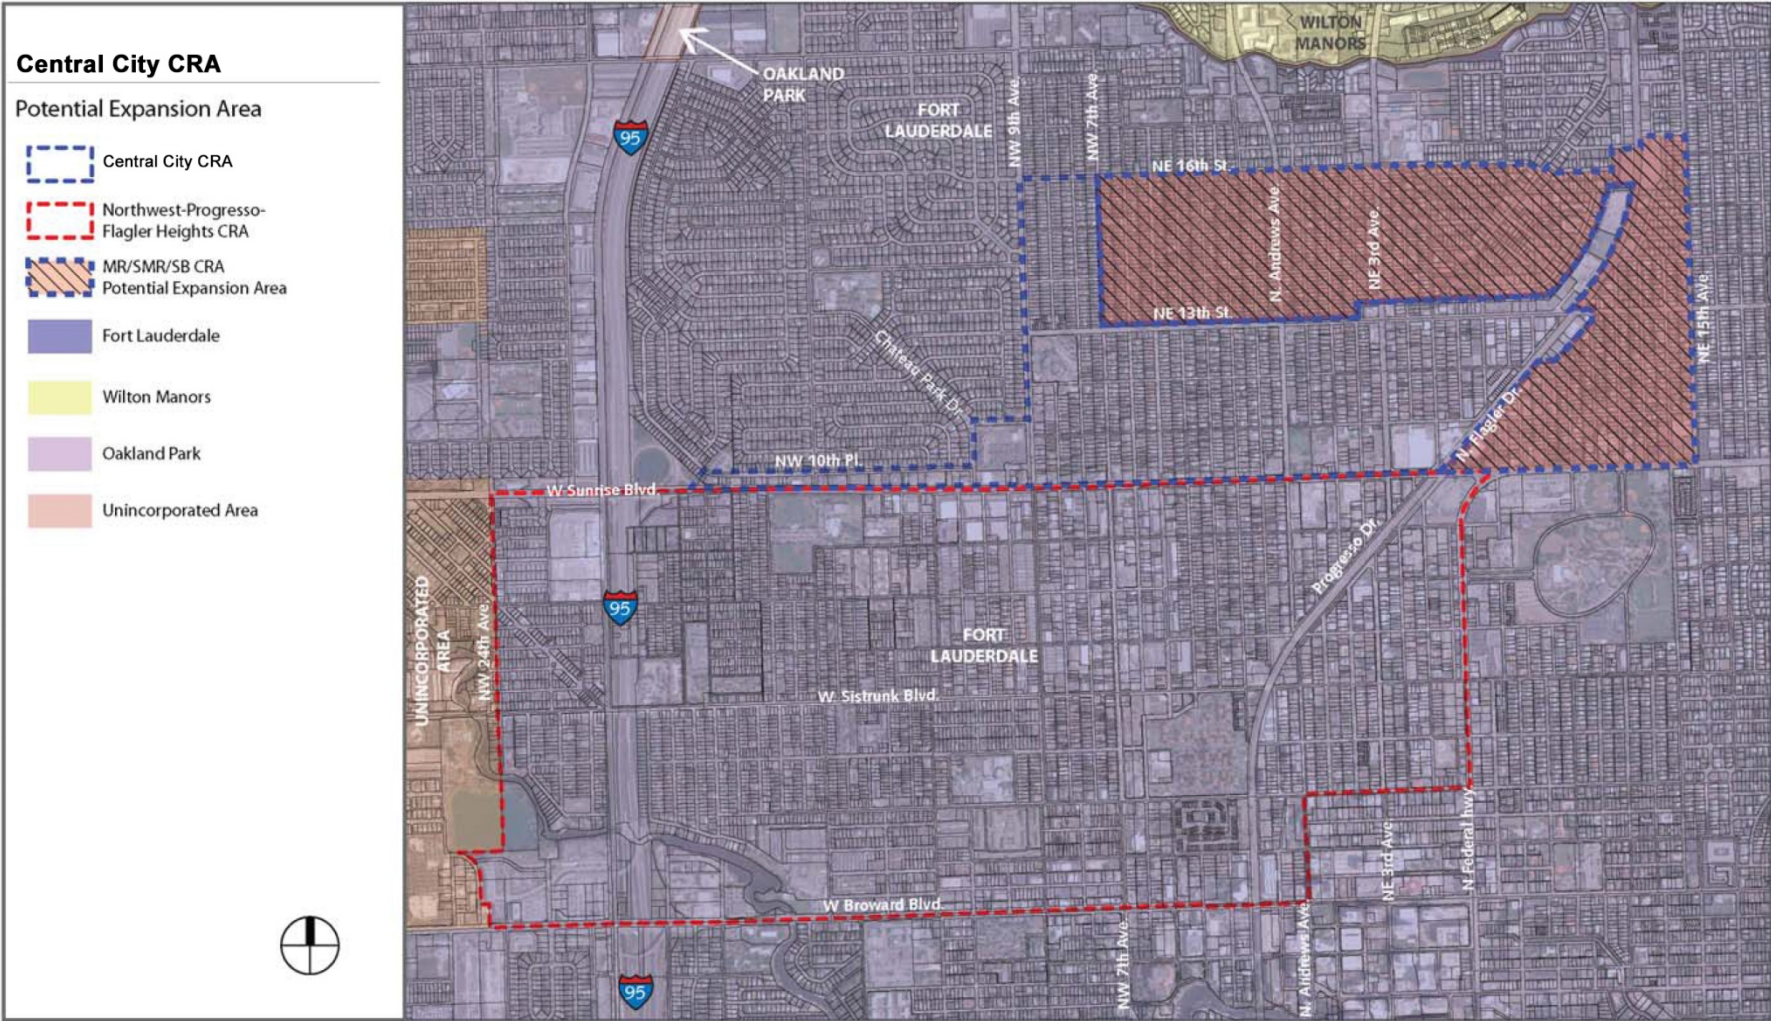 Central City CRA
Potential Expansion Area
Central City CRA
Northwest-Progresso-
Flagler Heights CRA
MR/SMR/SB CRA
Potential Expansion Area
Fort Lauderdale
Wilton Manors
Oakland Park
Unincorporated Area
WILTON
MANORS
OAKLAND
PARK
FORT
LAUDERDALE
95
NW 9th Ave.
NW 7th Ave.
NE 16th St.
N. Andrews Ave
NE 3rd Ave.
NE 13th St.
NE 15th Ave.
Chateau Park Dr.
N. Flagler Dr.
NW 10th Pl.
W Sunrise Blvd.
Progresso Dr.
UNINCORPORATED
AREA
NW 24th Ave.
95
FORT
LAUDERDALE
W. Sistrunk Blvd.
W Broward Blvd.
NE 3rd Ave
N Federal hwy.
NW 7th Ave.
N. Andrews Ave.
95